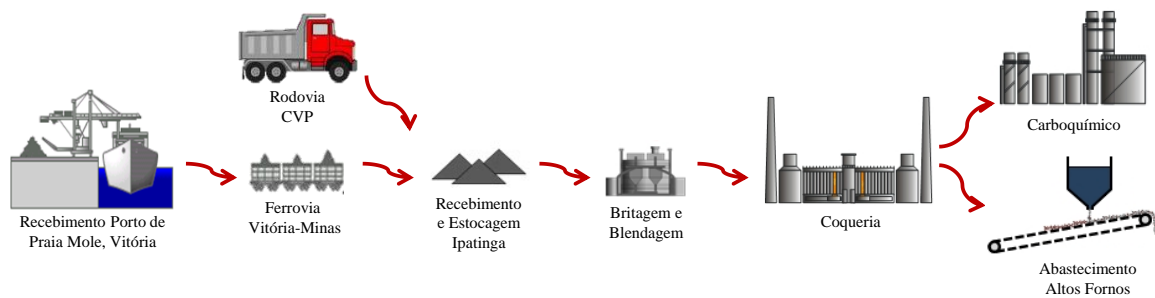 Rodovia
CVP
Recebimento Porto de
Praia Mole, Vitória
Ferrovia
Vitória-Minas
Recebimento
e Estocagem
Ipatinga
Britagem e
Blendagem
Coqueria
Carboquímico
Abastecimento
Altos Fornos